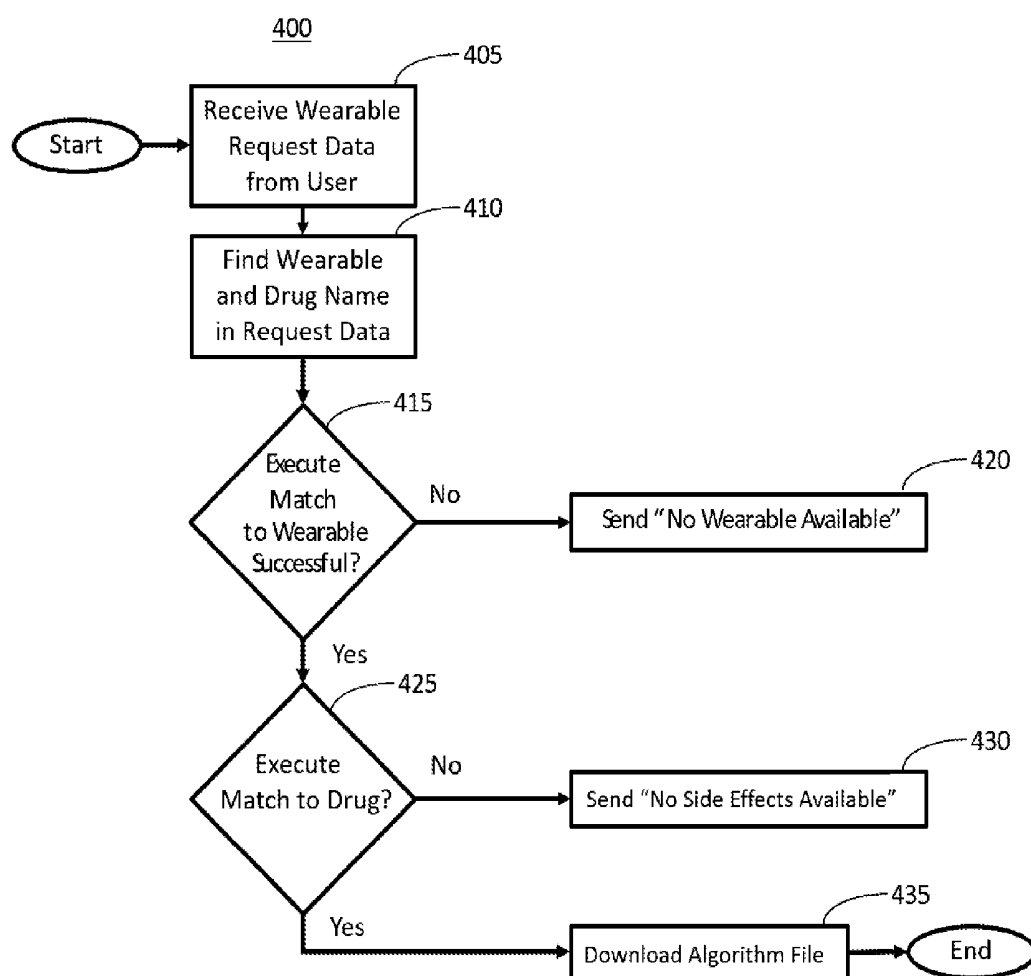 400
405
Start
Receive Wearable
Request Data
from User
410
Find Wearable
and Drug Name
in Request Data
415
Execute
Match
to Wearable
Successful?
No
420
Send “No Wearable Available”
Yes
425
Execute
Match to Drug?
No
430
Send “No Side Effects Available”
Yes
435
Download Algorithm File
End